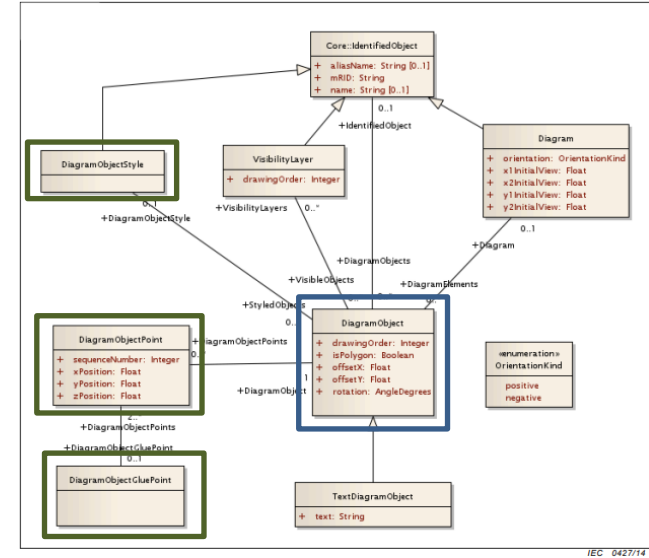 Core::IdentifiedObject
+ aliasName: String [0..1]
+ mRID: String
+ name: String [0..1]
0..1
+IdentifiedObject
Diagram
+ orientation: OrientationKind
+ x1InitialView: Float
+ x2InitialView: Float
+ y1InitialView: Float
+ y2InitialView: Float
0..1
+Diagram
DiagramObjectStyle
0..1
+DiagramObjectStyle
VisibilityLayer
+ drawingOrder: Integer
+VisibilityLayers 0..*
+DiagramObjects
+VisibleObjects
+DiagramElements
+StyledObjects
DiagramObject
+ drawingOrder: Integer
+ isPolygon: Boolean
+ offsetX: Float
+ offsetY: Float
+ rotation: AngleDegrees
DiagramObjectPoint
+ sequenceNumber: Integer
+ xPosition: Float
+ yPosition: Float
+ zPosition: Float
DiagramObjectPoints
1
+DiagramObject
+DiagramObjectPoints
+DiagramObjectGluePoint
0..1
DiagramObjectGluePoint
«enumeration»
OrientationKind
positive
negative
TextDiagramObject
+ text: String
IEC 0427/14